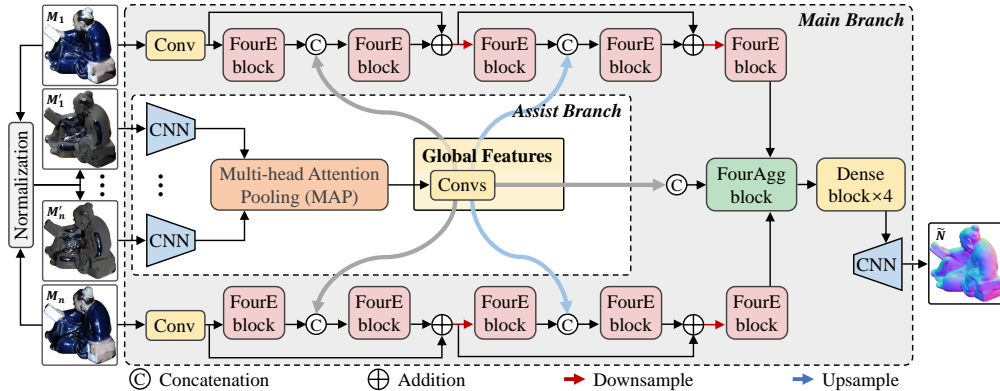 M₁
M′₁
M′ₙ
Mₙ
Normalization
Main Branch
Conv
FourE
block
C
FourE
block
FourE
block
C
FourE
block
FourE
block
Assist Branch
CNN
⋮
⋮
CNN
Multi-head Attention
Pooling (MAP)
Global Features
Convs
C
FourAgg
block
Dense
block×4
CNN
Ñ
Conv
FourE
block
C
FourE
block
FourE
block
C
FourE
block
FourE
block
C Concatenation
Addition
Downsample
Upsample